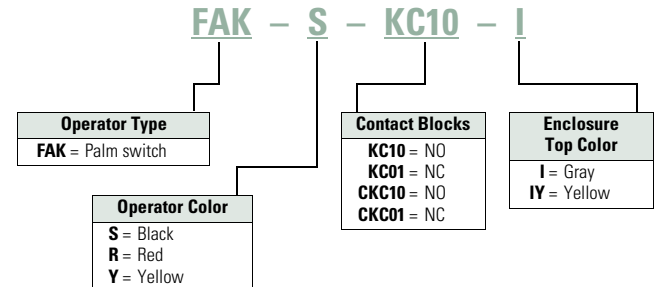 FAK – S – KC10 – I
Operator Type
FAK = Palm switch
Operator Color
S = Black
R = Red
Y = Yellow
Contact Blocks
KC10 = NO
KC01 = NC
CKC10 = NO
CKC01 = NC
Enclosure
Top Color
I = Gray
IY = Yellow